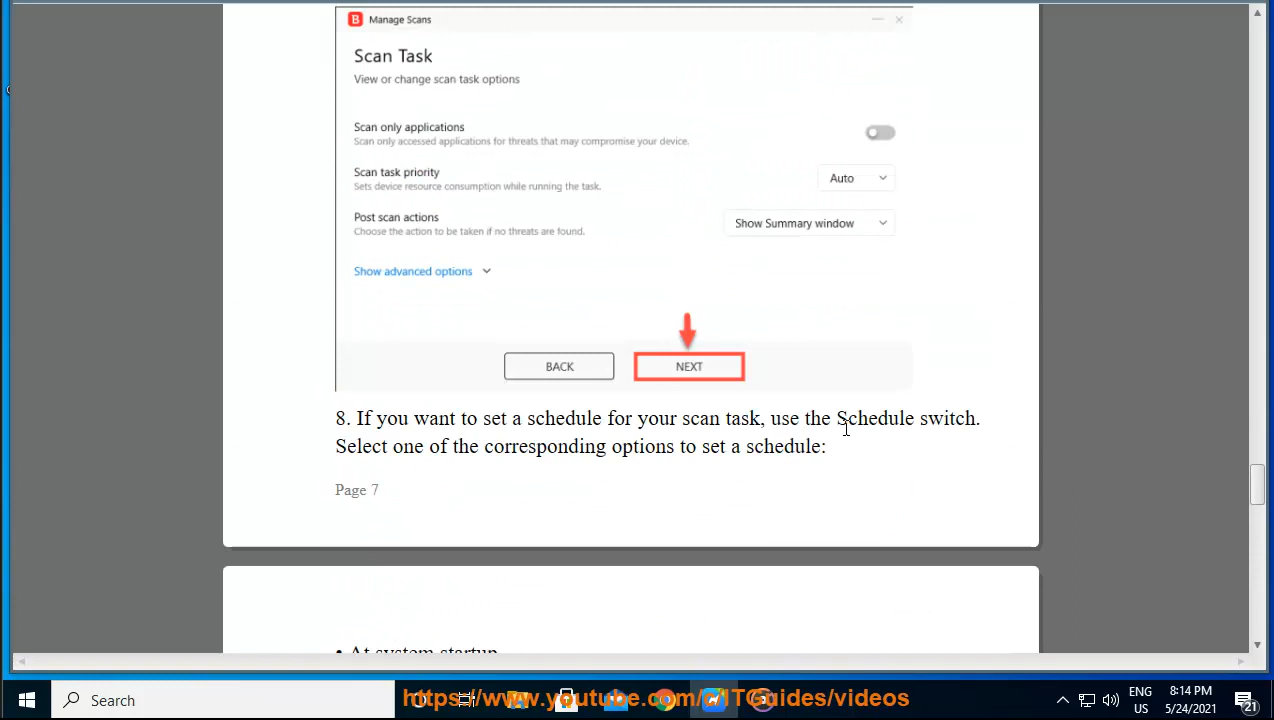 B Manage Scans
Scan Task
View or change scan task options
Scan only applications
Scan only accessed applications for threats that may compromise your device.
Scan task priority
Auto
Sets device resource consumption while running the task.
Post scan actions
Show Summary window
Choose the action to be taken if no threats are found.
Show advanced options
BACK NEXT
8. If you want to set a schedule for your scan task, use the Schedule switch.
Select one of the corresponding options to set a schedule:
Page 7
• At system startup
Search
https://www.youtube.com/MITGuides/videos
ENG
US
8:14 PM
5/24/2021
21